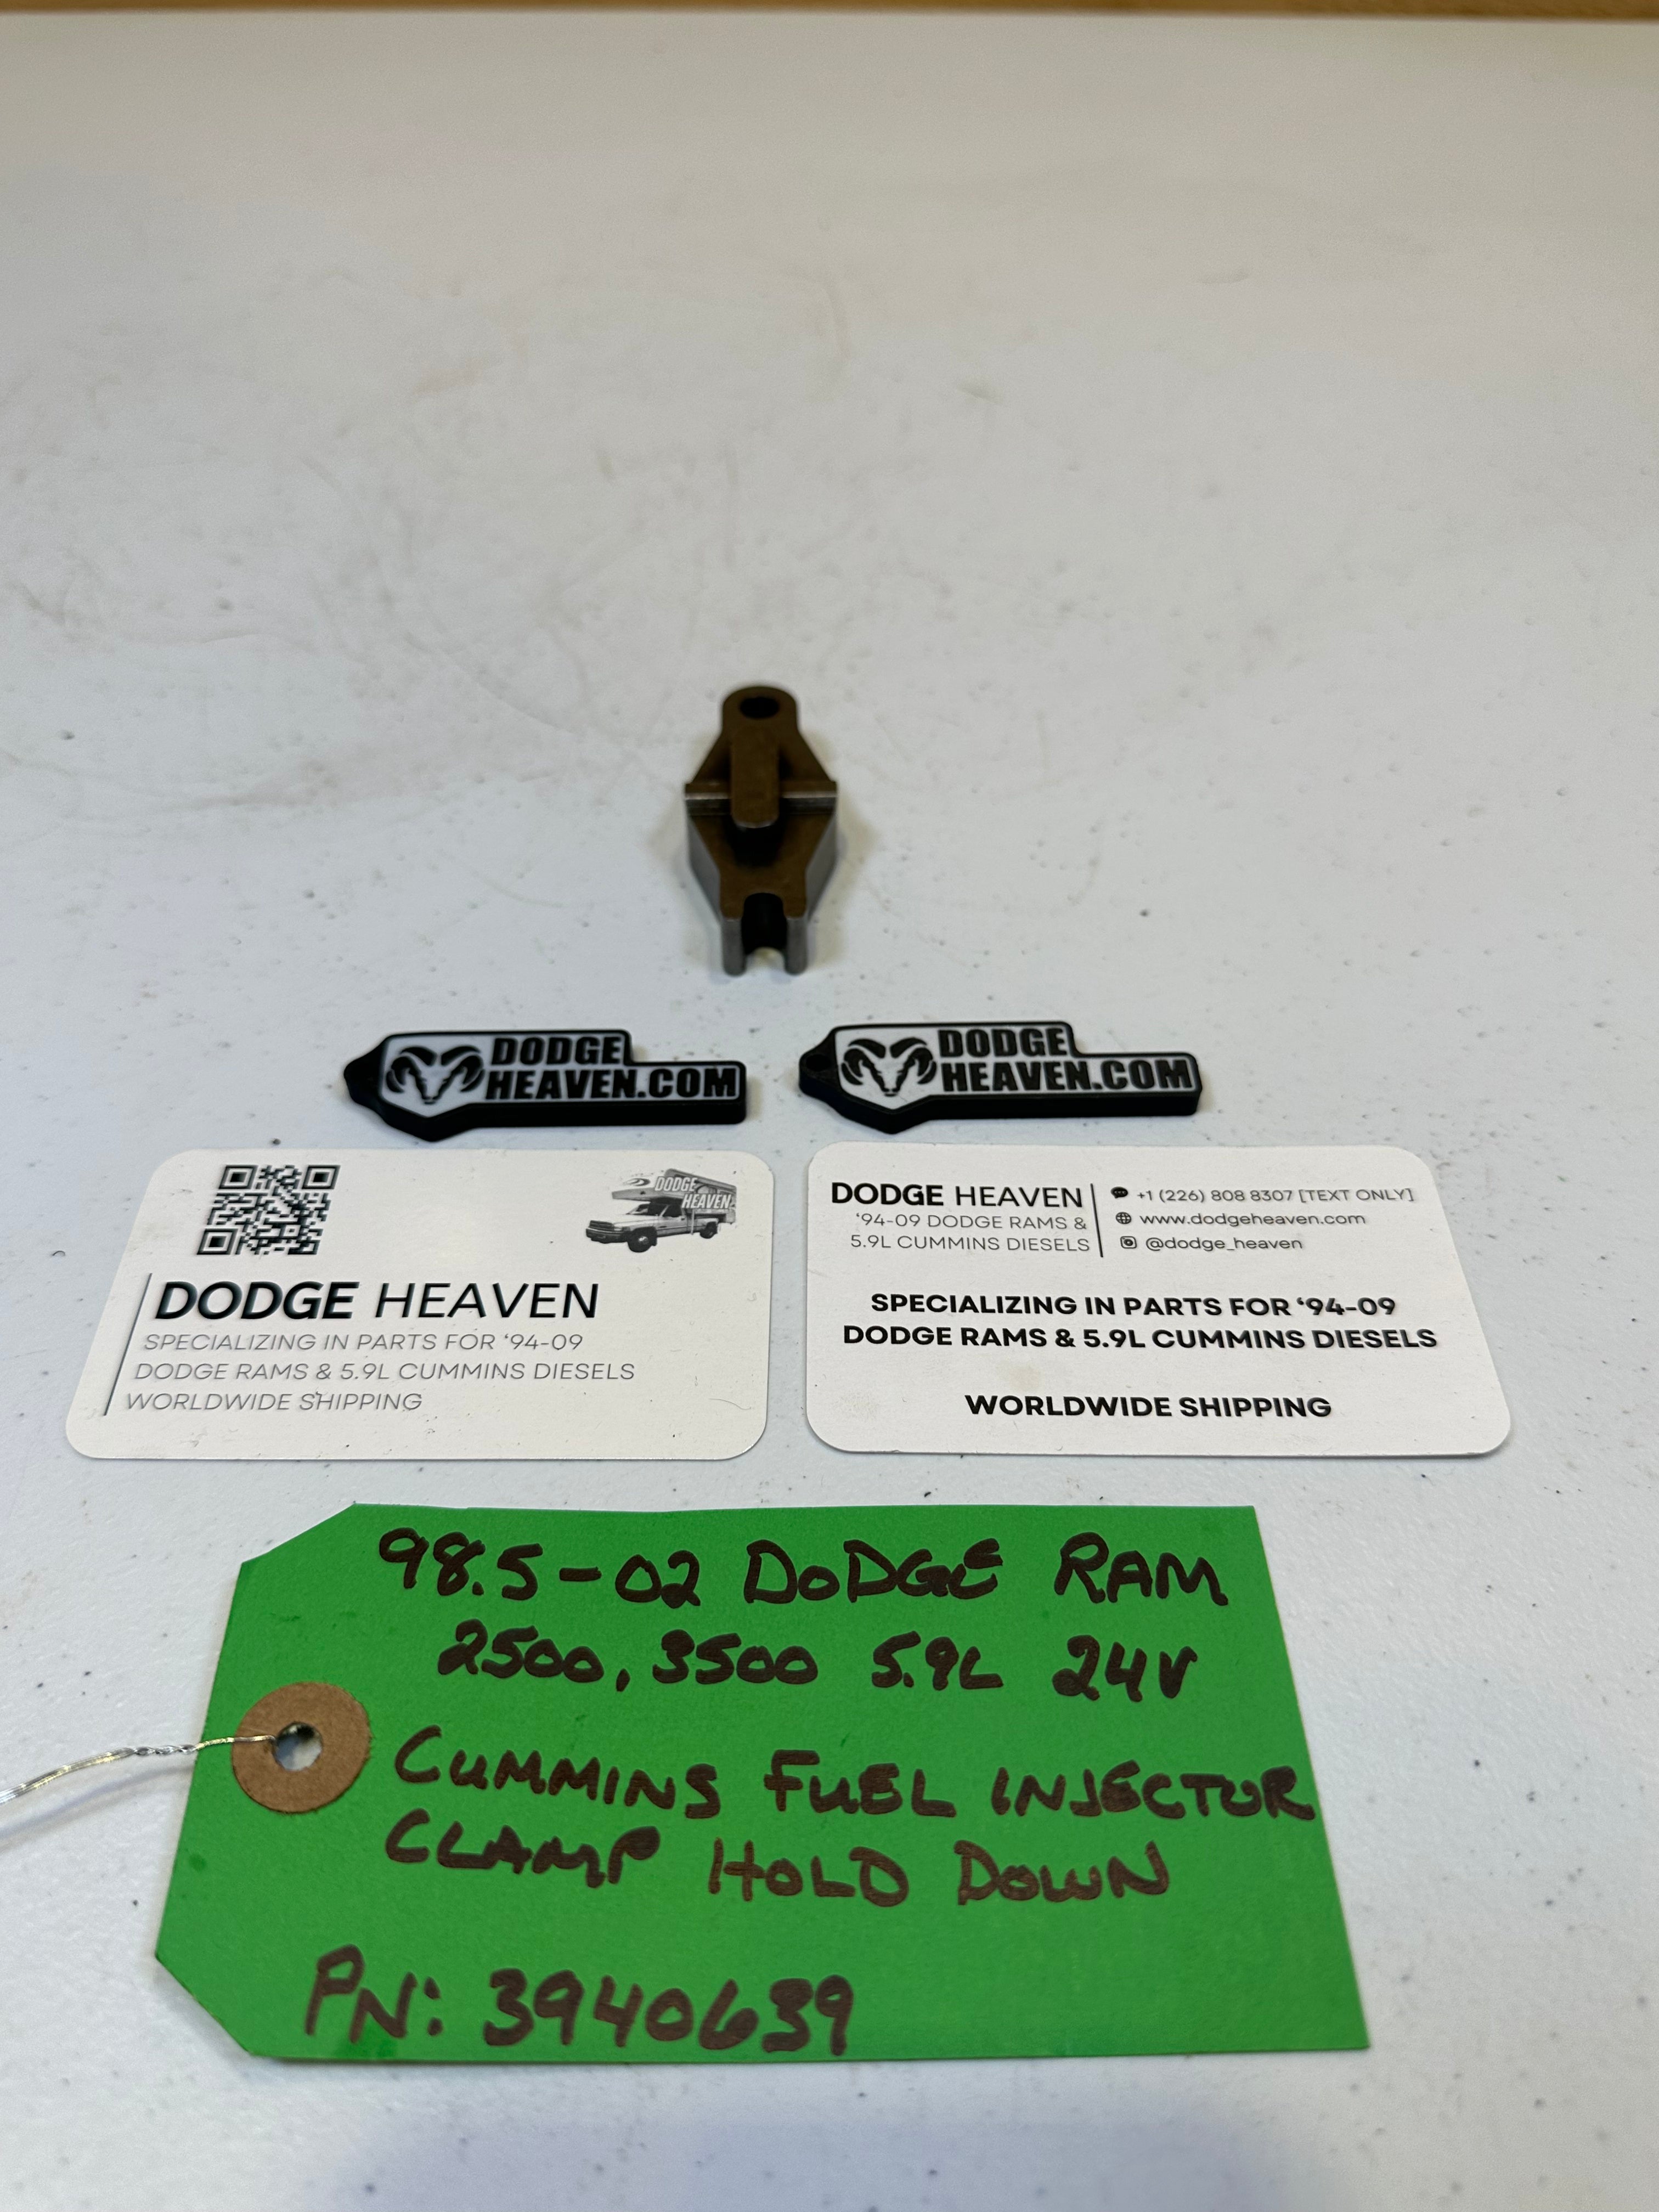 DODGE
HEAVEN.COM
DODGE
HEAVEN.COM
DODGE
HEAVEN
DODGE HEAVEN
SPECIALIZING IN PARTS FOR ‘94-09
DODGE RAMS & 5.9L CUMMINS DIESELS
WORLDWIDE SHIPPING
DODGE HEAVEN
‘94-09 DODGE RAMS &
5.9L CUMMINS DIESELS
+1 (226) 808 8307 [TEXT ONLY]
www.dodgeheaven.com
@dodge_heaven
SPECIALIZING IN PARTS FOR ‘94-09
DODGE RAMS & 5.9L CUMMINS DIESELS
WORLDWIDE SHIPPING
98.5-02 DODGE RAM
2500, 3500 5.9L 24V
CUMMINS FUEL INJECTOR
CLAMP HOLD DOWN
PN: 3940639